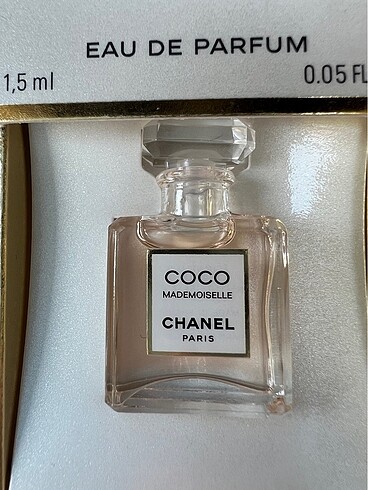 EAU DE PARFUM
1,5 ml
0.05 FL
COCO
MADEMOISELLE
CHANEL
PARIS